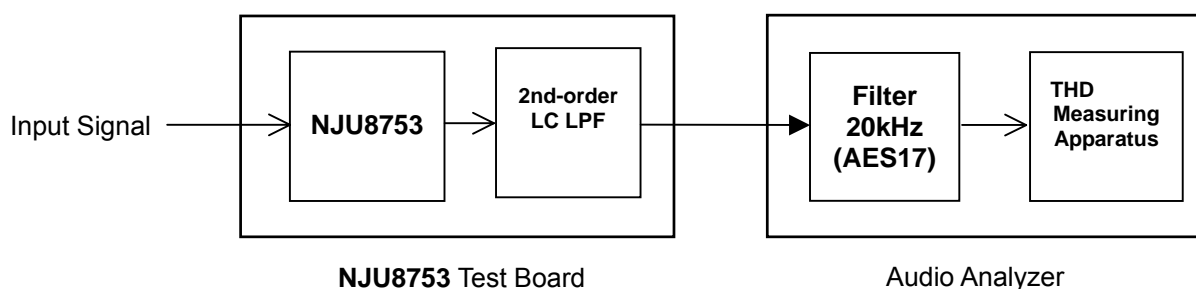 Input Signal
NJU8753
2nd-order
LC LPF
Filter
20kHz
(AES17)
THD
Measuring
Apparatus
NJU8753 Test Board
Audio Analyzer